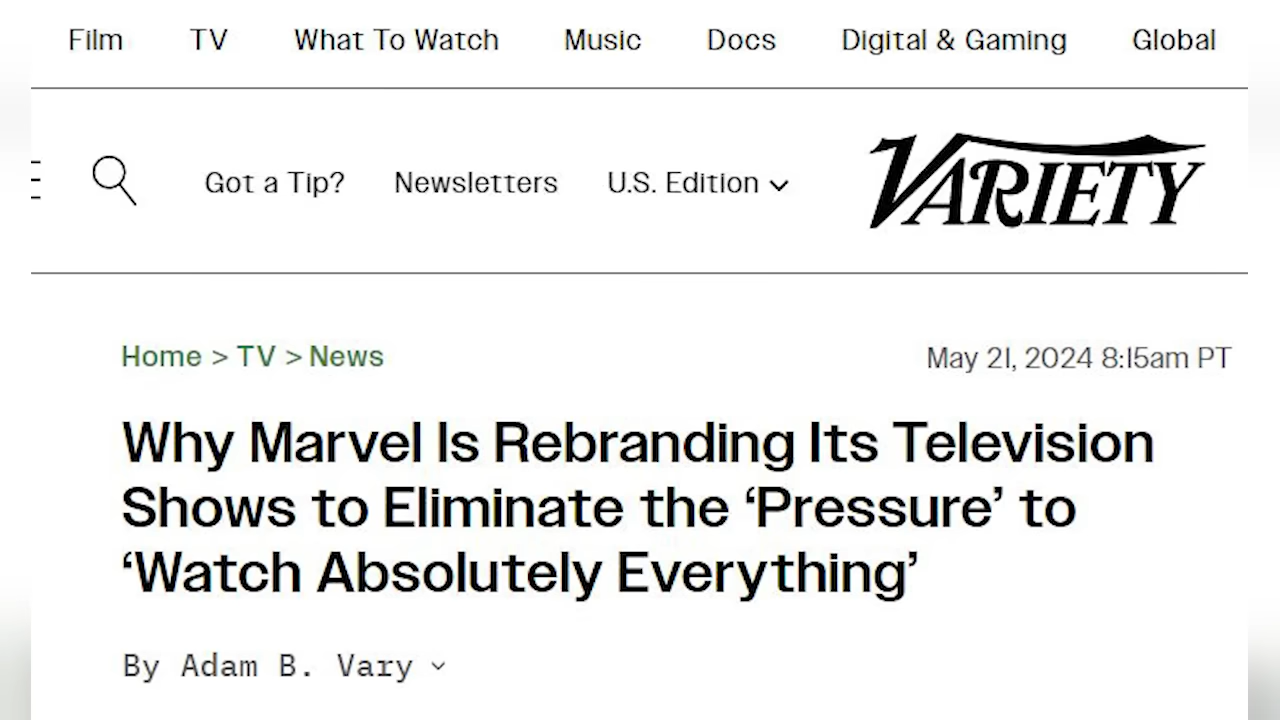 Film TV What To Watch Music Docs Digital & Gaming Global
Got a Tip? Newsletters U.S. Edition VARIETY
Home > TV > News May 21, 2024 8:15am PT
Why Marvel Is Rebranding Its Television
Shows to Eliminate the ‘Pressure’ to
‘Watch Absolutely Everything’
By Adam B. Vary